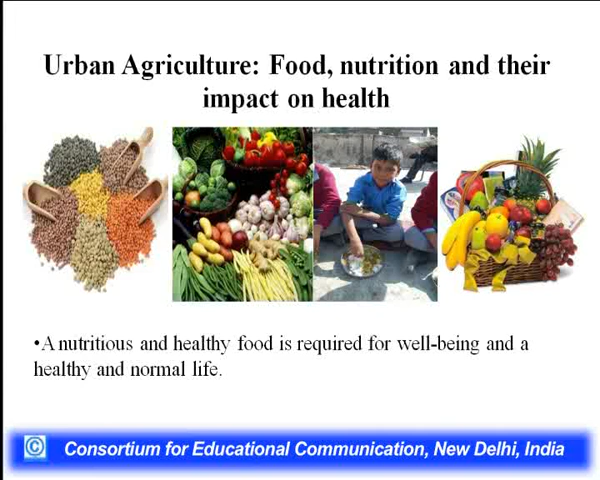 Urban Agriculture: Food, nutrition and their
impact on health
•A nutritious and healthy food is required for well-being and a
healthy and normal life.
© Consortium for Educational Communication, New Delhi, India